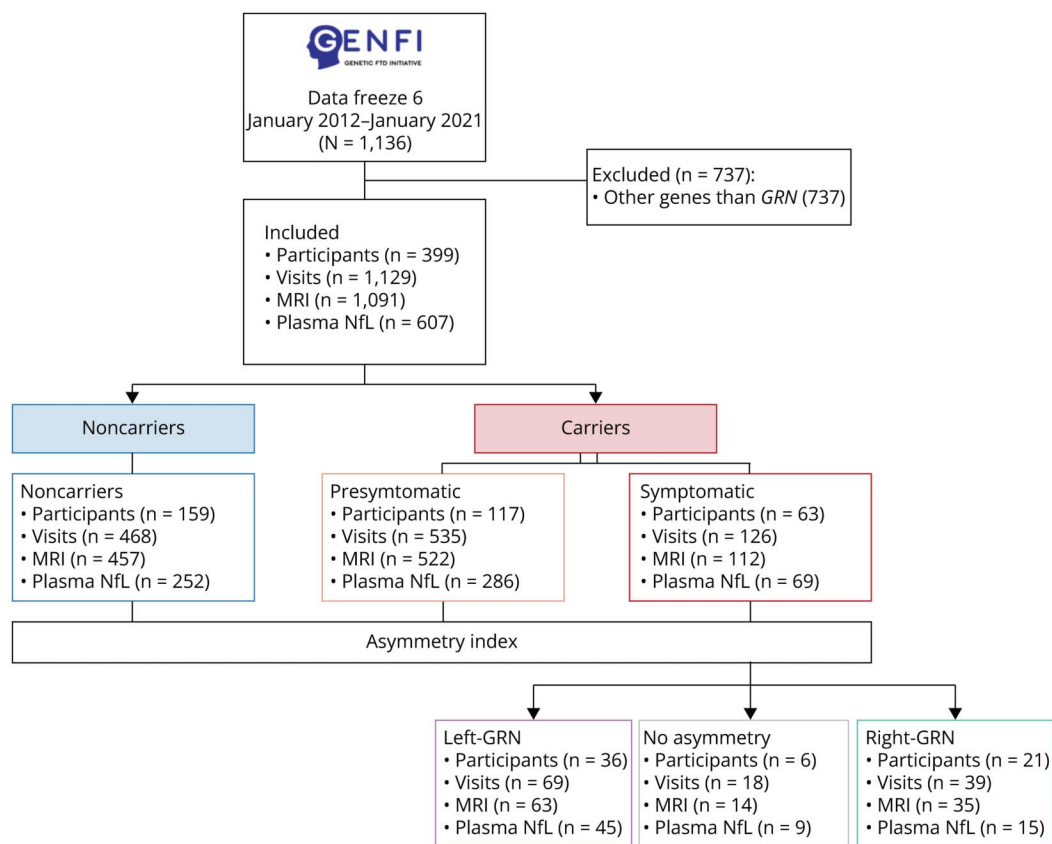 GENFI
GENETIC FTD INITIATIVE
Data freeze 6
January 2012–January 2021
(N = 1,136)
Excluded (n = 737):
• Other genes than GRN (737)
Included
• Participants (n = 399)
• Visits (n = 1,129)
• MRI (n = 1,091)
• Plasma NfL (n = 607)
Noncarriers
Carriers
Noncarriers
• Participants (n = 159)
• Visits (n = 468)
• MRI (n = 457)
• Plasma NfL (n = 252)
Presymtomatic
• Participants (n = 117)
• Visits (n = 535)
• MRI (n = 522)
• Plasma NfL (n = 286)
Symptomatic
• Participants (n = 63)
• Visits (n = 126)
• MRI (n = 112)
• Plasma NfL (n = 69)
Asymmetry index
Left-GRN
• Participants (n = 36)
• Visits (n = 69)
• MRI (n = 63)
• Plasma NfL (n = 45)
No asymmetry
• Participants (n = 6)
• Visits (n = 18)
• MRI (n = 14)
• Plasma NfL (n = 9)
Right-GRN
• Participants (n = 21)
• Visits (n = 39)
• MRI (n = 35)
• Plasma NfL (n = 15)